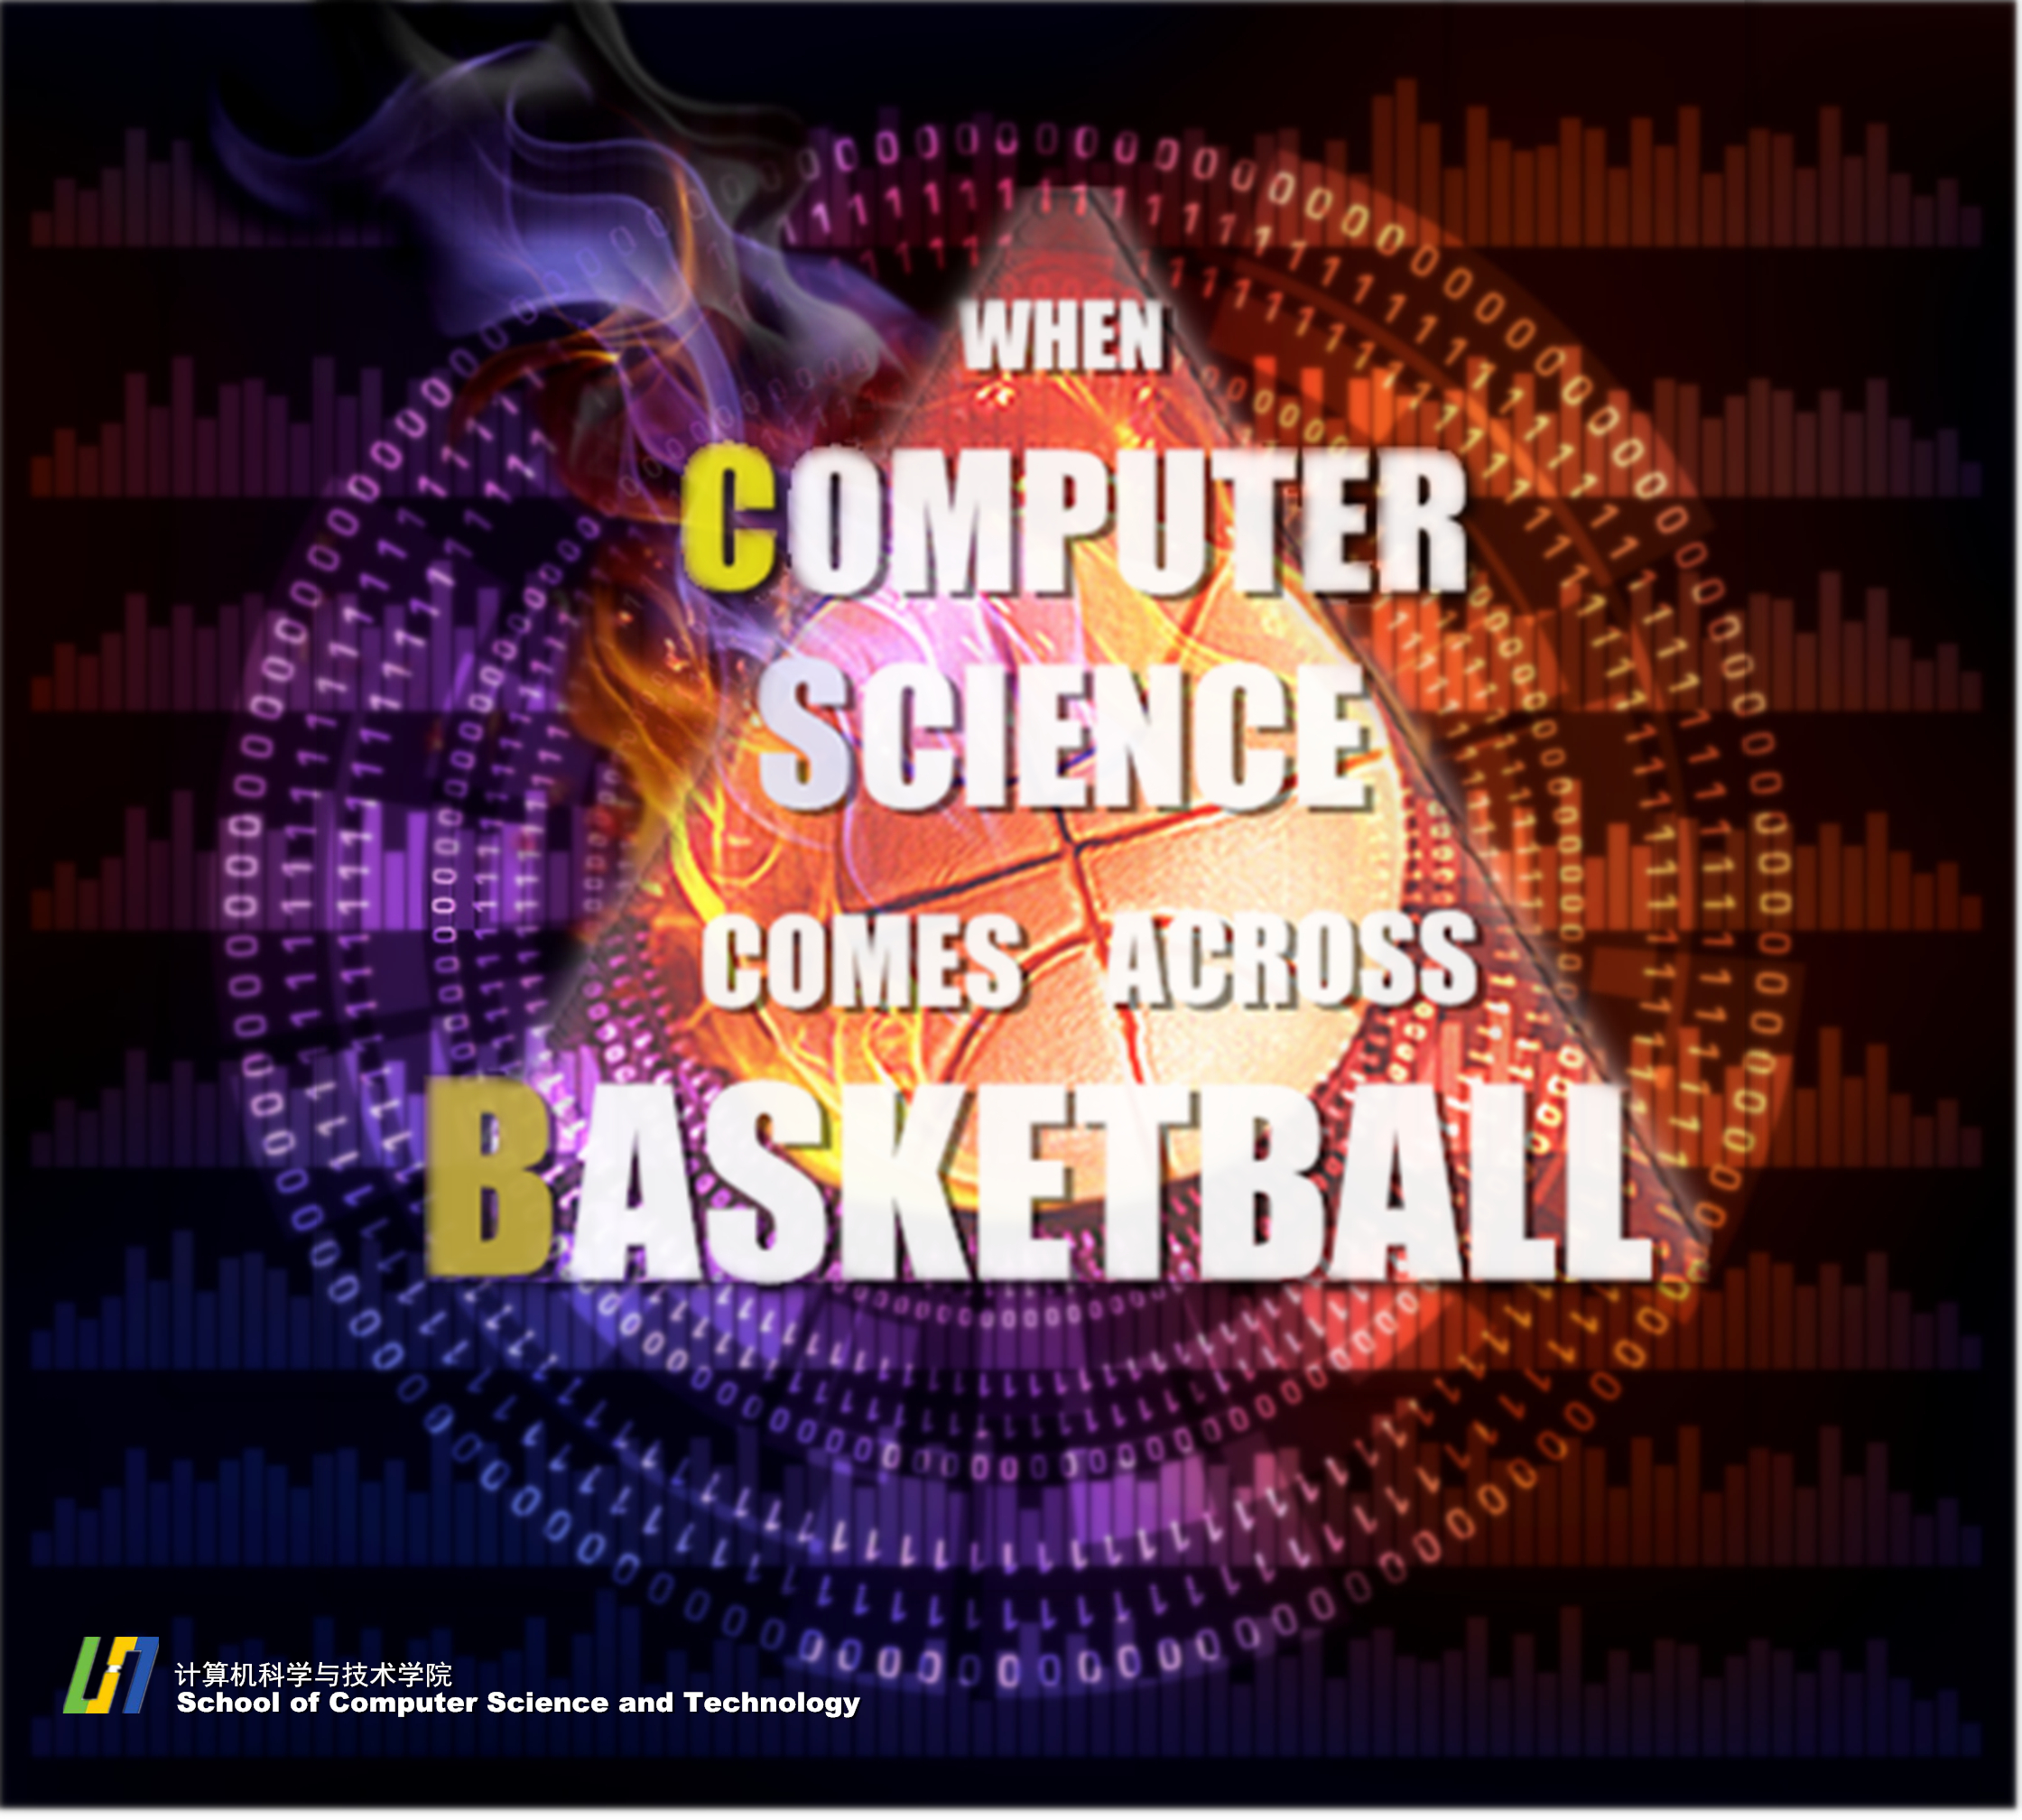 WHEN
COMPUTER
SCIENCE
COMES ACROSS
BASKETBALL
计算机科学与技术学院
School of Computer Science and Technology